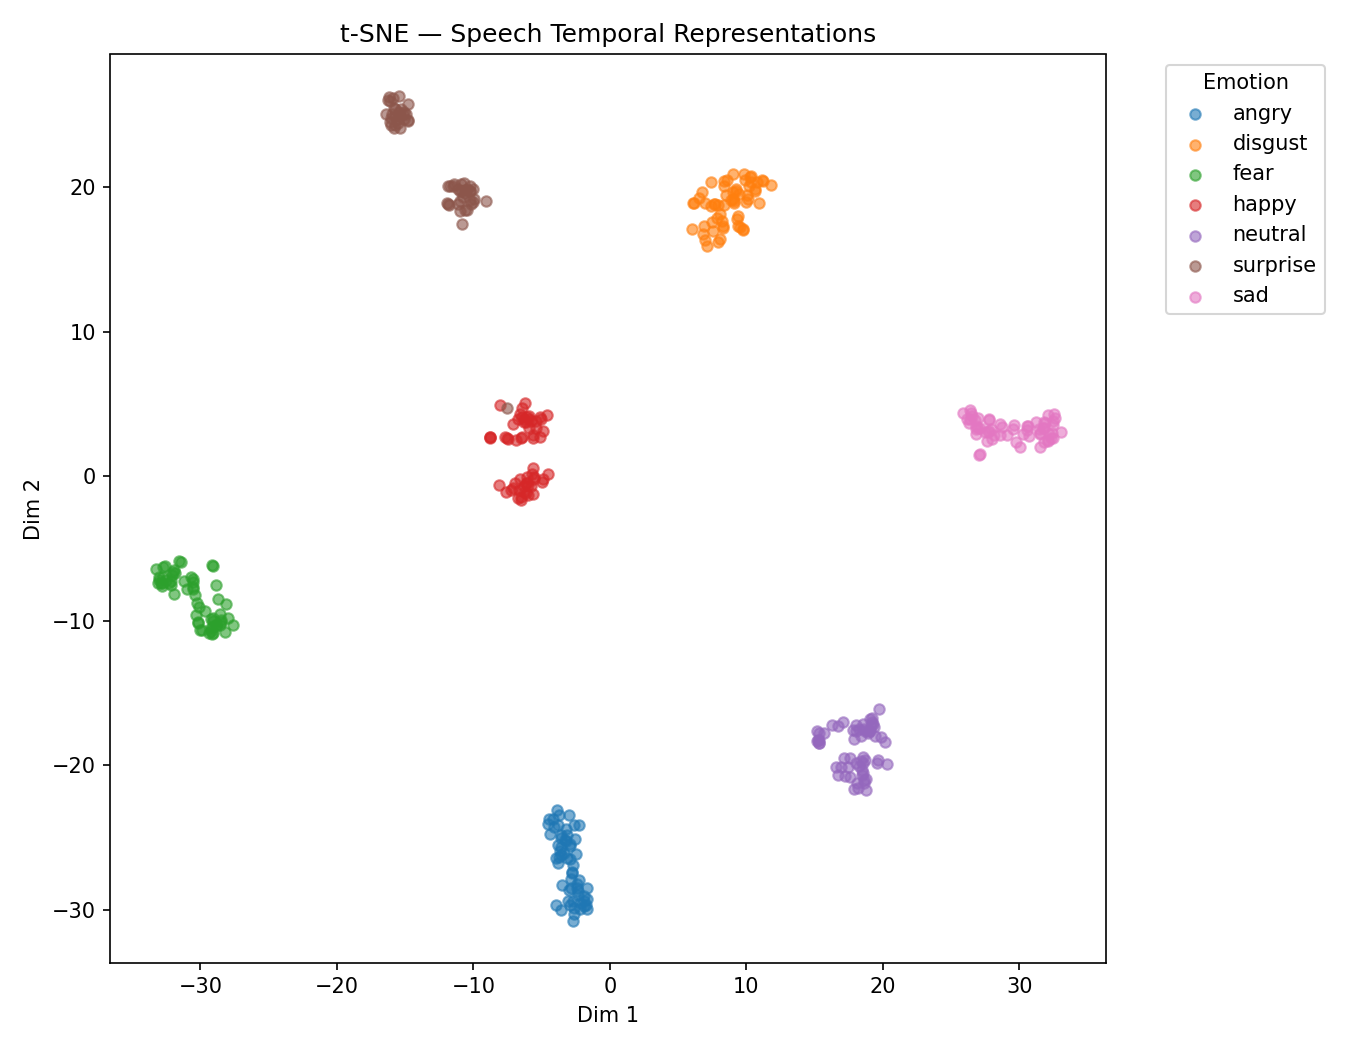 t-SNE — Speech Temporal Representations
Emotion
angry
disgust
fear
happy
neutral
surprise
sad
20
10
0
−10
−20
−30
Dim 2
−30 −20 −10 0 10 20 30
Dim 1